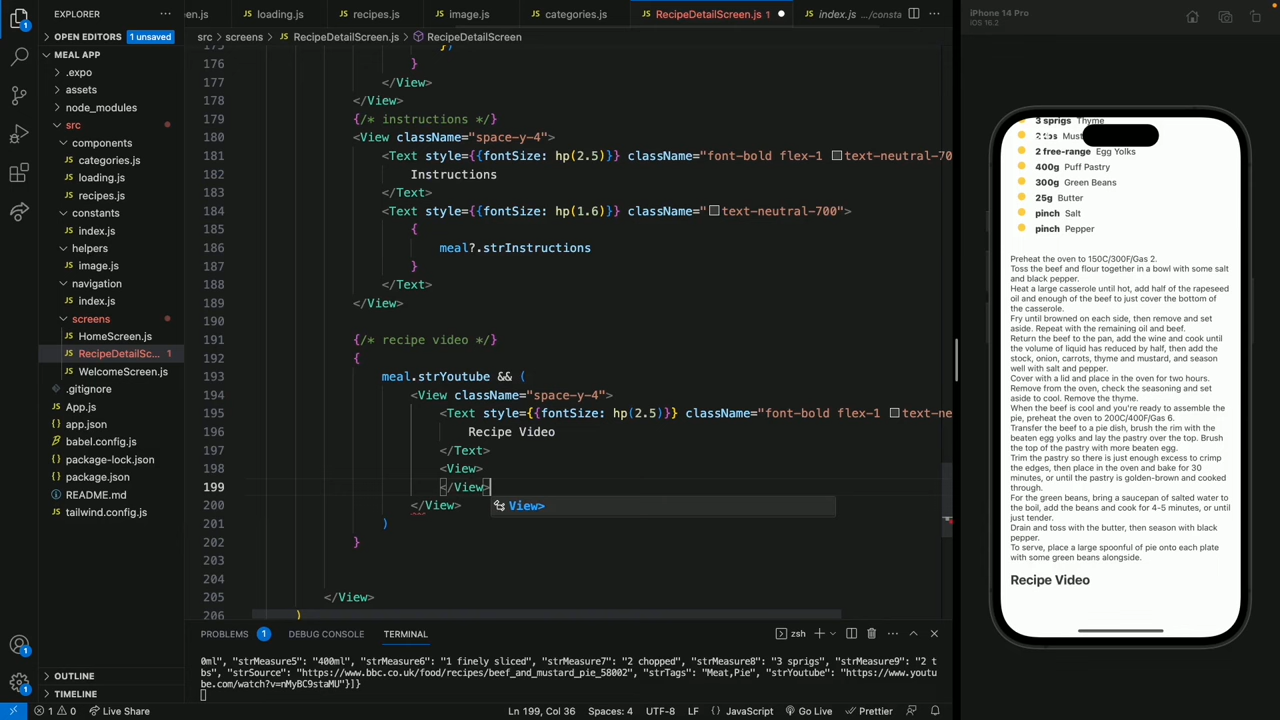 EXPLORER
OPEN EDITORS 1 unsaved
MEAL APP
.expo
assets
node_modules
src
components
categories.js
loading.js
recipes.js
constants
index.js
helpers
image.js
navigation
index.js
screens
HomeScreen.js
RecipeDetailSc... 1
WelcomeScreen.js
.gitignore
App.js
app.json
babel.config.js
package-lock.json
package.json
README.md
tailwind.config.js
OUTLINE
TIMELINE
en.js loading.js recipes.js image.js categories.js RecipeDetailScreen.js 1 index.js .../consta
src > screens > RecipeDetailScreen.js > RecipeDetailScreen
175 })
176 }
177 </View>
178 </View>
179 {/* instructions */}
180 <View className="space-y-4">
181 <Text style={{fontSize: hp(2.5)}} className="font-bold flex-1 text-neutral-70
182 Instructions
183 </Text>
184 <Text style={{fontSize: hp(1.6)}} className="text-neutral-700">
185 {
186 meal?.strInstructions
187 }
188 </Text>
189 </View>
190
191 {/* recipe video */}
192 {
193 meal.strYoutube && (
194 <View className="space-y-4">
195 <Text style={{fontSize: hp(2.5)}} className="font-bold flex-1 text-ne
196 Recipe Video
197 </Text>
198 <View>
199 </View>
View>
200 </View>
201 )
202 }
203
204
205 </View>
206 )
PROBLEMS 1 DEBUG CONSOLE TERMINAL zsh
0ml", "strMeasure5": "400ml", "strMeasure6": "1 finely sliced", "strMeasure7": "2 chopped", "strMeasure8": "3 sprigs", "strMeasure9": "2 t
bs", "strSource": "https://www.bbc.co.uk/food/recipes/beef_and_mustard_pie_58002", "strTags": "Meat,Pie", "strYoutube": "https://www.youtu
be.com/watch?v=nMyBC9staMU"}]}
1 0 Live Share Ln 199, Col 36 Spaces: 4 UTF-8 LF JavaScript Go Live Prettier
iPhone 14 Pro
iOS 16.2
3 sprigs Thyme
2 tbs
2 free-range Egg Yolks
400g Puff Pastry
300g Green Beans
25g Butter
pinch Salt
pinch Pepper
Preheat the oven to 150C/300F/Gas 2.
Toss the beef and flour together in a bowl with some salt
and black pepper.
Heat a large casserole until hot, add half of the rapeseed
oil and enough of the beef to just cover the bottom of
the casserole.
Fry until browned on each side, then remove and set
aside. Repeat with the remaining oil and beef.
Return the beef to the pan, add the wine and cook until
the volume of liquid has reduced by half, then add the
stock, onion, carrots, thyme and mustard, and season
well with salt and pepper.
Cover with a lid and place in the oven for two hours.
Remove from the oven, check the seasoning and set
aside to cool. Remove the thyme.
When the beef is cool and you're ready to assemble the
pie, preheat the oven to 200C/400F/Gas 6.
Transfer the beef to a pie dish, brush the rim with the
beaten egg yolks and lay the pastry over the top. Brush
the top of the pastry with more beaten egg.
Trim the pastry so there is just enough excess to crimp
the edges, then place in the oven and bake for 30
minutes, or until the pastry is golden-brown and cooked
through.
For the green beans, bring a saucepan of salted water to
the boil, add the beans and cook for 4-5 minutes, or until
just tender.
Drain and toss with the butter, then season with black
pepper.
To serve, place a large spoonful of pie onto each plate
with some green beans alongside.
Recipe Video